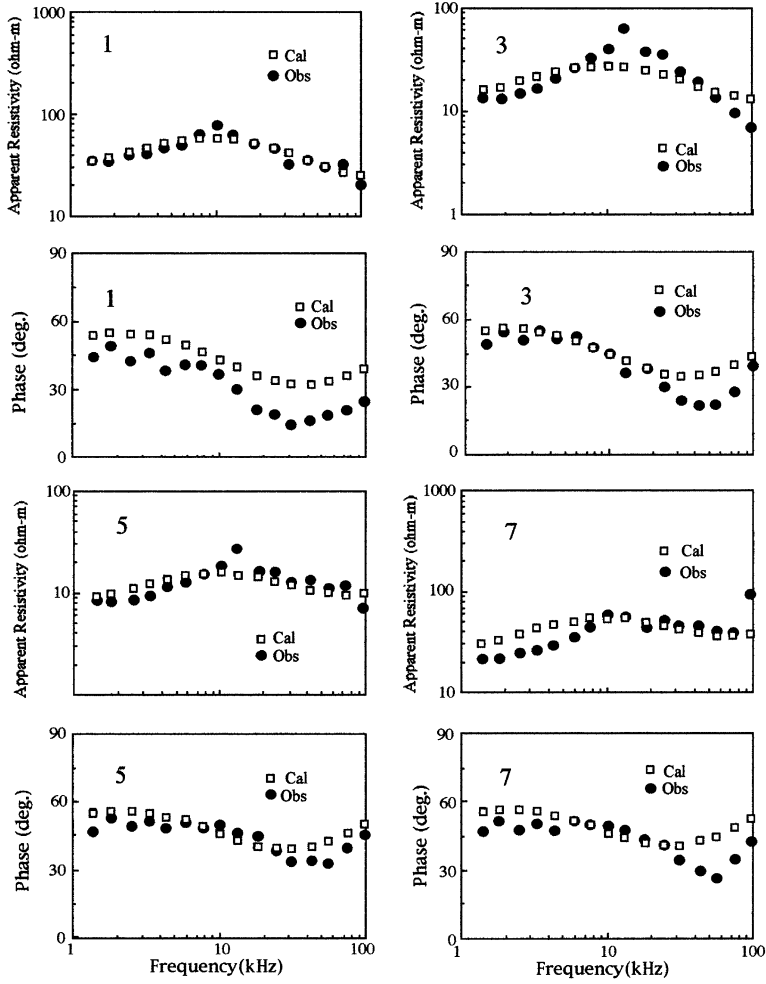 1000
100
10
Apparent Resistivity (ohm-m)
1
Cal
Obs
100
10
1
Apparent Resistivity (ohm-m)
3
Cal
Obs
90
60
30
0
Phase (deg.)
1
Cal
Obs
90
60
30
0
Phase (deg.)
3
Cal
Obs
100
10
Apparent Resistivity (ohm-m)
5
Cal
Obs
1000
100
10
Apparent Resistivity (ohm-m)
7
Cal
Obs
90
60
30
0
Phase (deg.)
5
Cal
Obs
1 10 100
Frequency(kHz)
90
60
30
0
Phase (deg.)
7
Cal
Obs
1 10 100
Frequency(kHz)